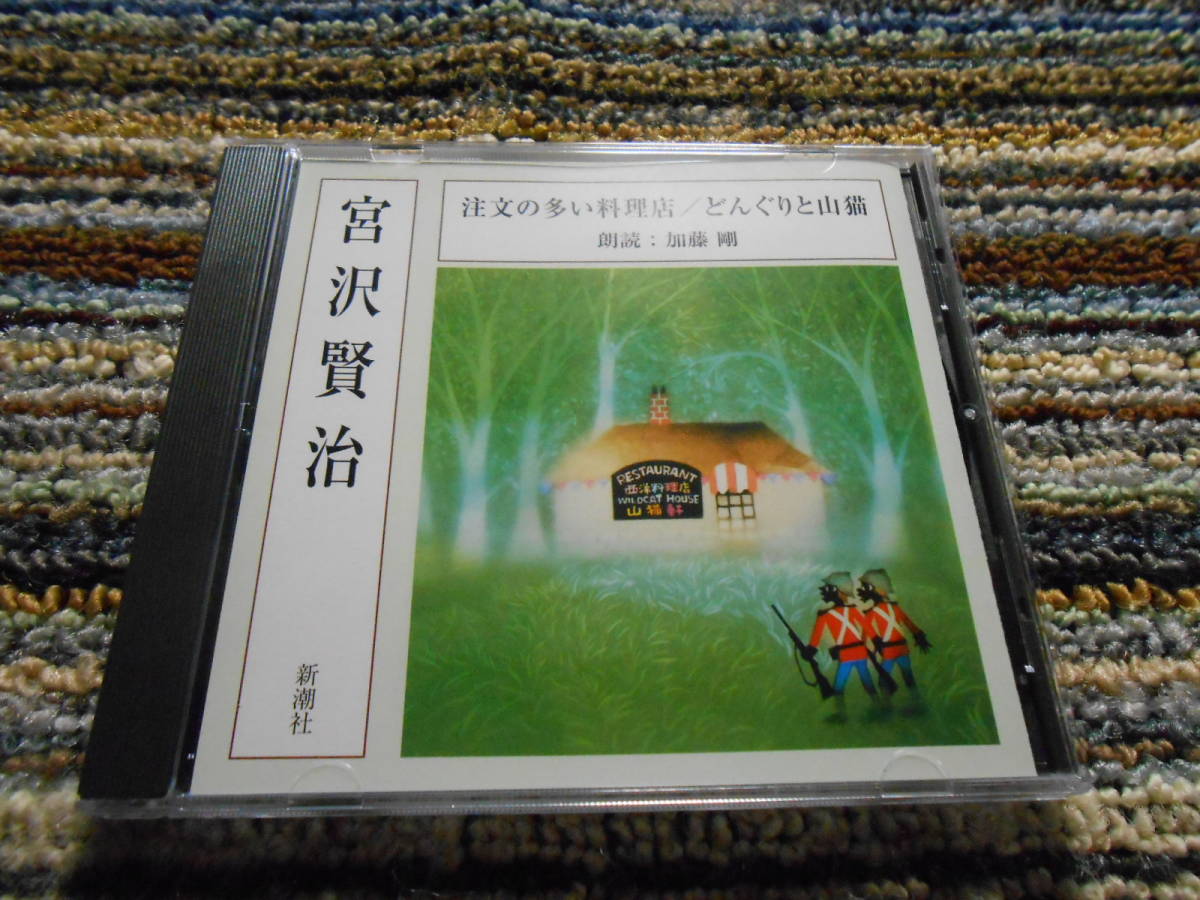 宮沢賢治
新潮社
注文の多い料理店／どんぐりと山猫
朗読：加藤 剛
RESTAURANT
西洋料理店
WILDCAT HOUSE
山猫軒